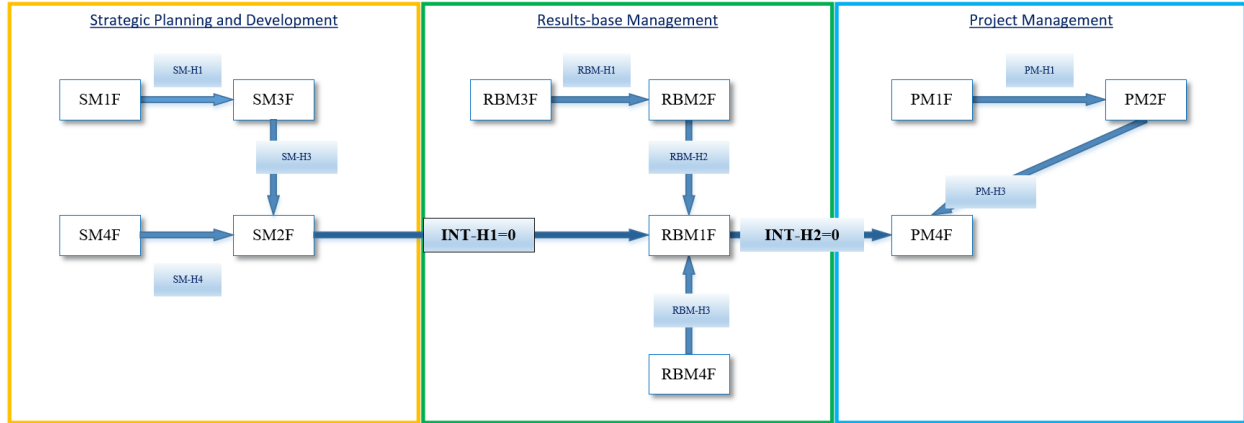 Strategic Planning and Development
Results-base Management
Project Management
SM-H1
RBM-H1
PM-H1
SM1F
SM3F
RBM3F
RBM2F
PM1F
PM2F
SM-H3
RBM-H2
PM-H3
SM4F
SM2F
INT-H1=0
RBM1F
INT-H2=0
PM4F
SM-H4
RBM-H3
RBM4F